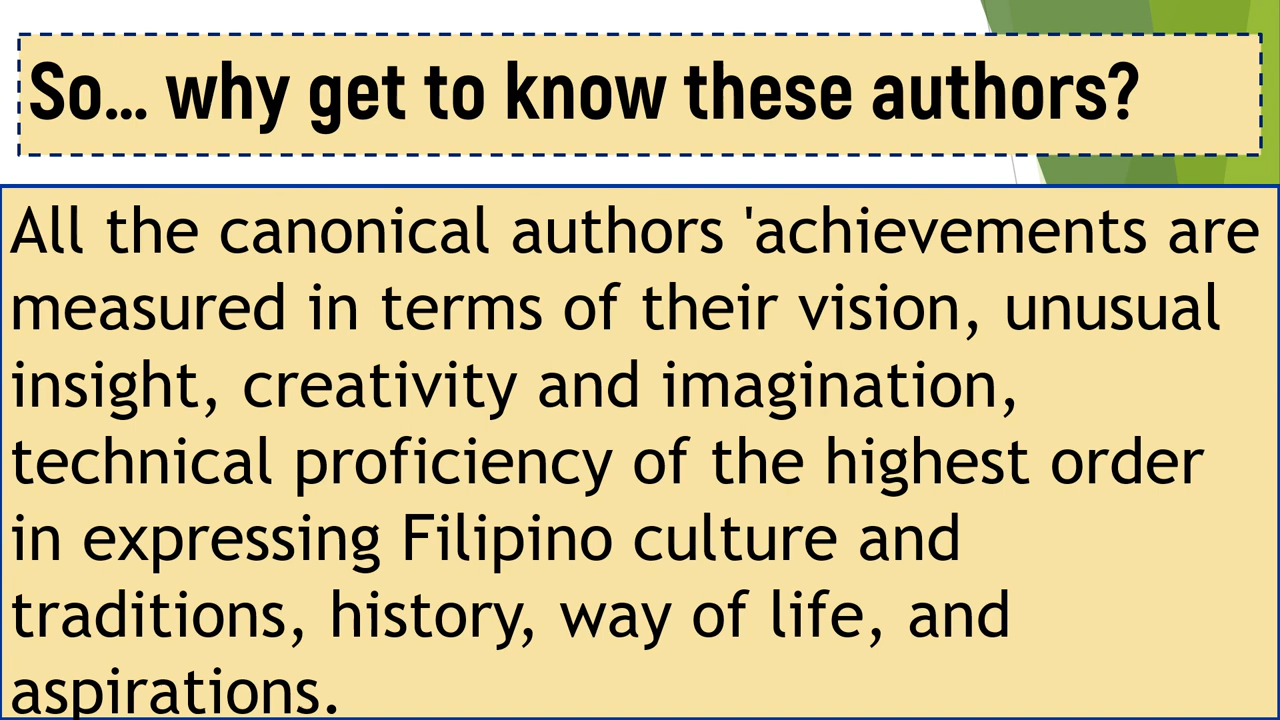 So... why get to know these authors?
All the canonical authors 'achievements are
measured in terms of their vision, unusual
insight, creativity and imagination,
technical proficiency of the highest order
in expressing Filipino culture and
traditions, history, way of life, and
aspirations.